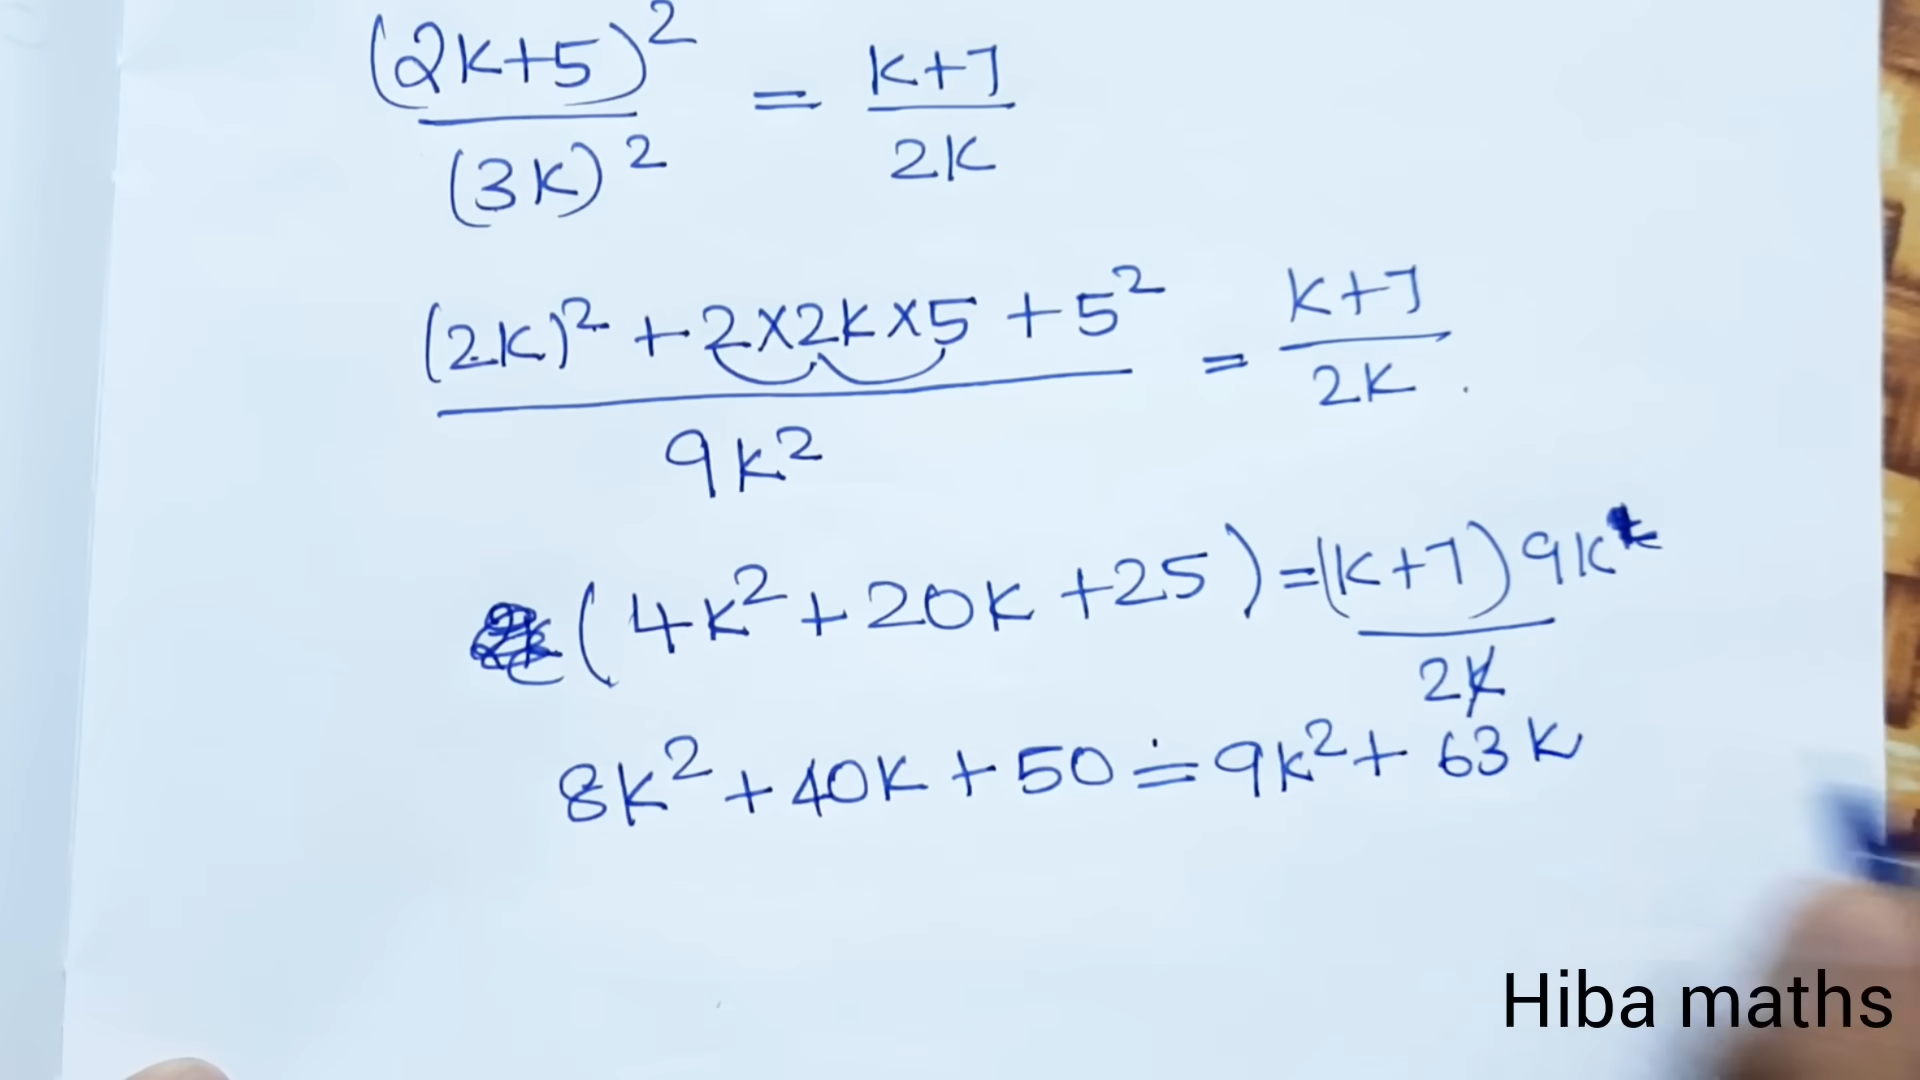 (2k+5)² / (3k)² = k+7 / 2k
(2k)² + 2×2k×5 + 5² / 9k² = k+7 / 2k
(4k² + 20k + 25) = (k+7) 9k / 2k
8k² + 40k + 50 = 9k² + 63k
Hiba maths